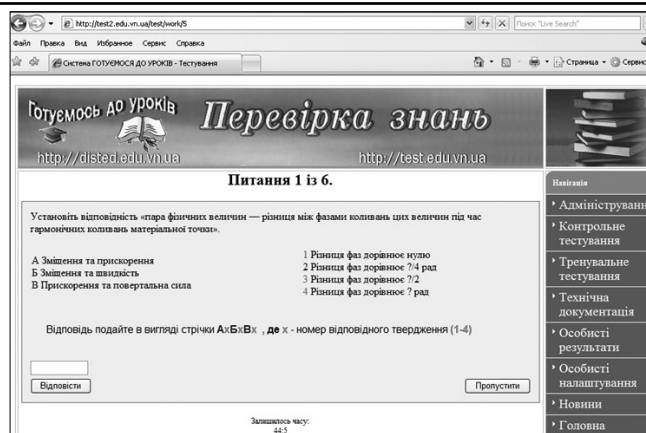 http://test2.edu.vn.ua/test/work/5
Поиск "Live Search"
Файл Правка Вид Избранное Сервис Справка
Система ГОТУЄМОСЯ ДО УРОКІВ - Тестування
Страница
Сервис
Готуємось до уроків
Перевірка знань
http://disted.edu.vn.ua
http://test.edu.vn.ua
Питання 1 із 6.
Установіть відповідність «пара фізичних величин — різниця між фазами коливань цих величин під час
гармонічних коливань матеріальної точки».
А Зміщення та прискорення
Б Зміщення та швидкість
В Прискорення та повертальна сила
1 Різниця фаз дорівнює нулю
2 Різниця фаз дорівнює ?/4 рад
3 Різниця фаз дорівнює ?/2
4 Різниця фаз дорівнює ? рад
Відповідь подайте в вигляді стрічки АхБхВх , де х - номер відповідного твердження (1-4)
Відповісти
Пропустити
Залишилось часу:
44:5
Навігація
Адмініструванн
Контрольне
тестування
Тренувальне
тестування
Технічна
документація
Особисті
результати
Особисті
налаштування
Новини
Головна